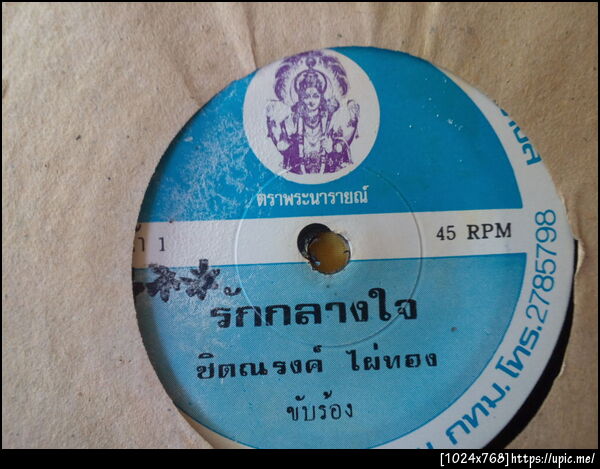 ตราพระนารายณ์
1
45 RPM
รักกลางใจ
ชิตณรงค์ ไผ่ทอง
ขับร้อง
กทม. โทร. 2785798
[1024x768]https://upic.me/